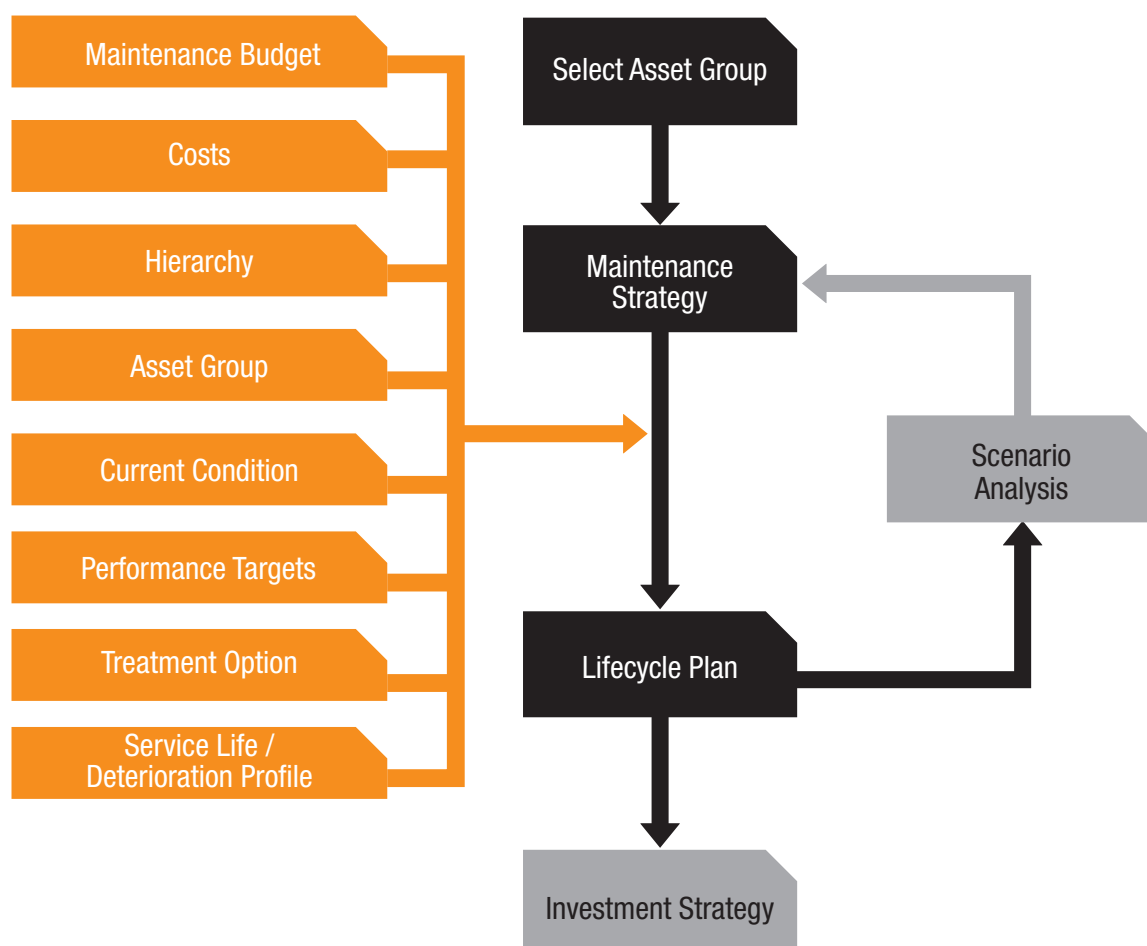 Maintenance Budget
Costs
Hierarchy
Asset Group
Current Condition
Performance Targets
Treatment Option
Service Life /
Deterioration Profile
Select Asset Group
Maintenance
Strategy
Lifecycle Plan
Investment Strategy
Scenario
Analysis